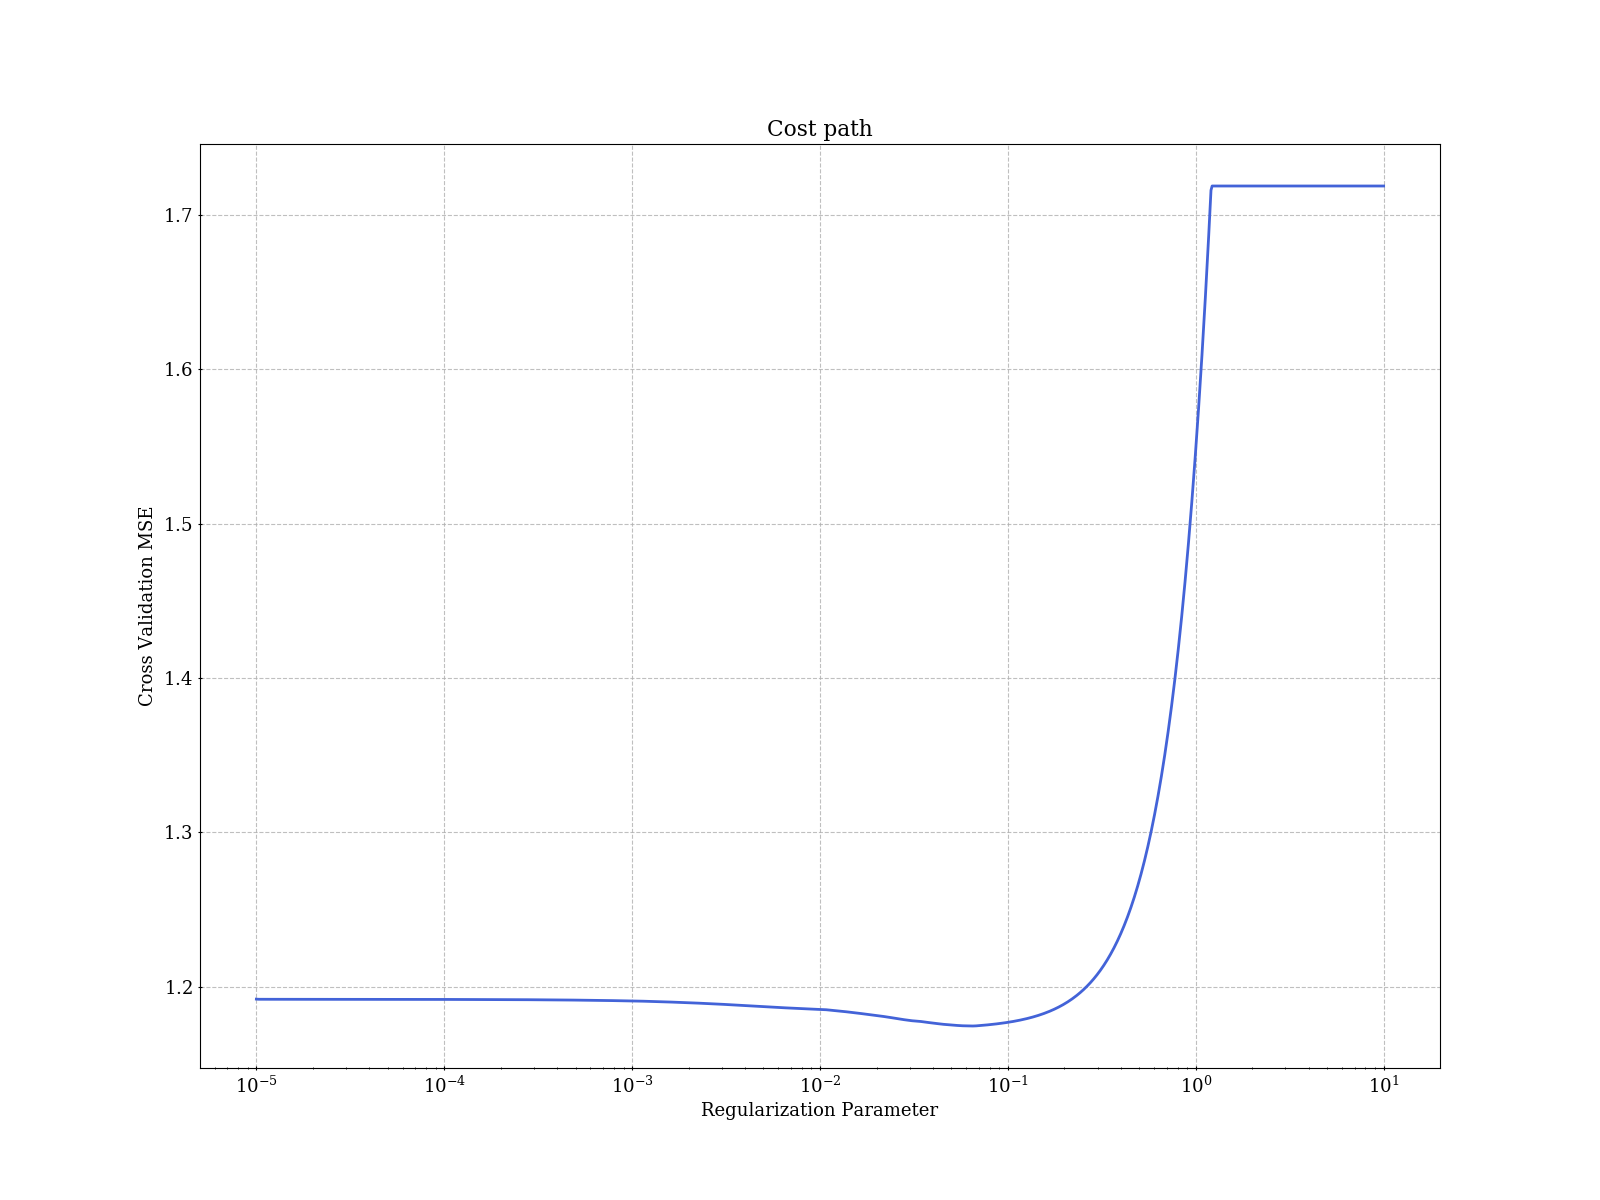 Cost path
1.7
1.6
1.5
1.4
1.3
1.2
Cross Validation MSE
10⁻⁵ 10⁻⁴ 10⁻³ 10⁻² 10⁻¹ 10⁰ 10¹
Regularization Parameter